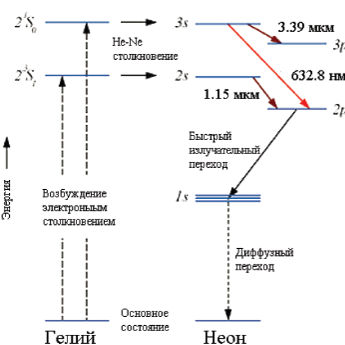 2¹S₀
3s
3.39 мкм
He-Ne
столкновение
3p
2³S₁
2s
632.8 нм
1.15 мкм
2p
Быстрый
излучательный
переход
Энергия
Возбуждение
электронным
столкновением
1s
Диффузный
переход
Основное
состояние
Гелий
Неон